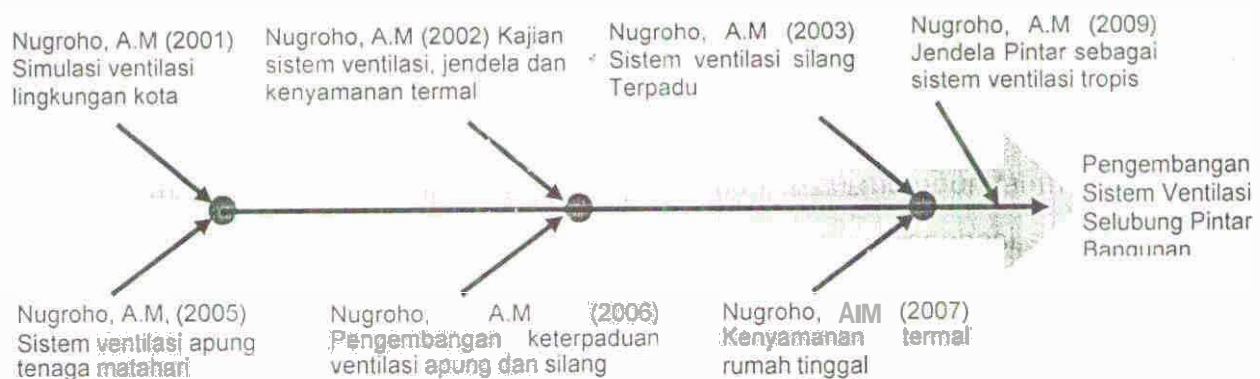 Nugroho, A.M (2001)
Simulasi ventilasi
lingkungan kota
Nugroho, A.M (2002) Kajian
sistem ventilasi, jendela dan
kenyamanan termal
Nugroho, A.M (2003)
Sistem ventilasi silang
Terpadu
Nugroho, A.M (2009)
Jendela Pintar sebagai
sistem ventilasi tropis
Pengembangan
Sistem Ventilasi
Selubung Pintar
Bangunan
Nugroho, A.M, (2005)
Sistem ventilasi apung
tenaga matahari
Nugroho, A.M (2006)
Pengembangan keterpaduan
ventilasi apung dan silang
Nugroho, AIM (2007)
Kenyamanan termal
rumah tinggal